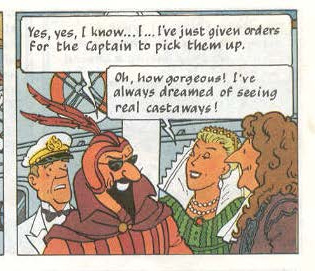 Yes, yes, I know...I... I've just given orders
for the Captain to pick them up.
Oh, how gorgeous! I've
always dreamed of seeing
real castaways!